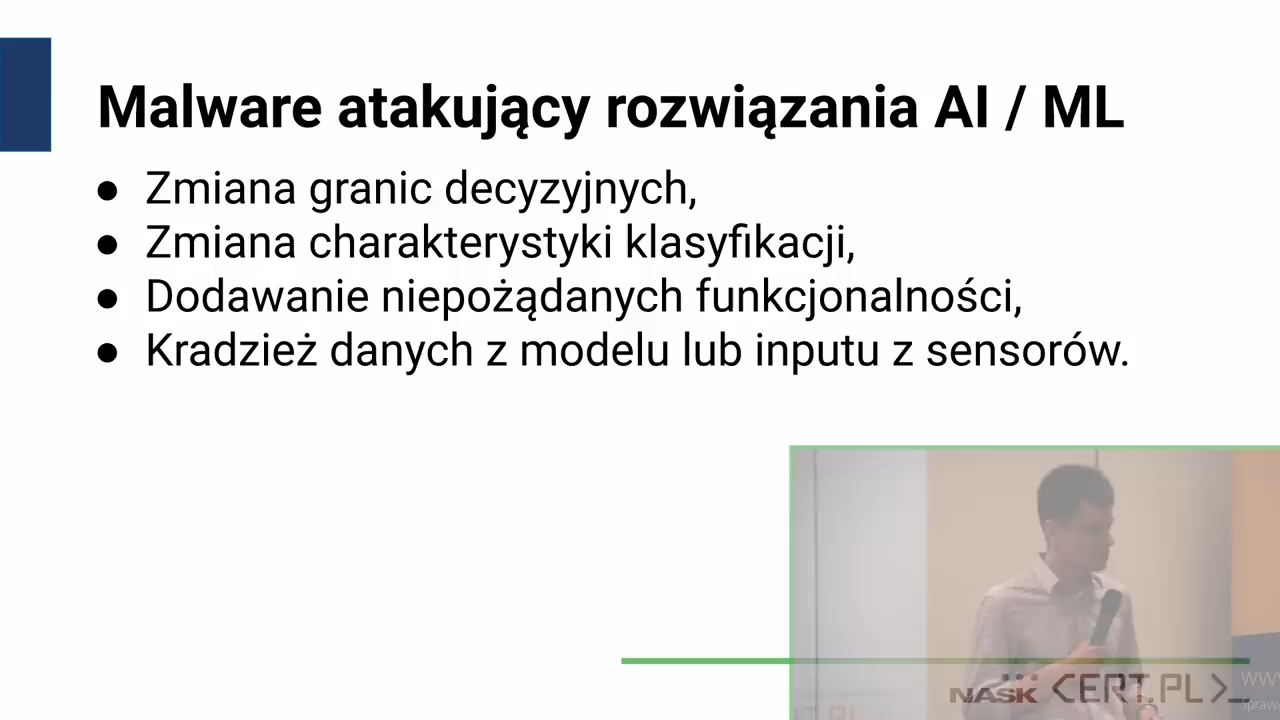 Malware atakujący rozwiązania AI / ML
● Zmiana granic decyzyjnych,
● Zmiana charakterystyki klasyfikacji,
● Dodawanie niepożądanych funkcjonalności,
● Kradzież danych z modelu lub inputu z sensorów.
NASK CERT.PL>_